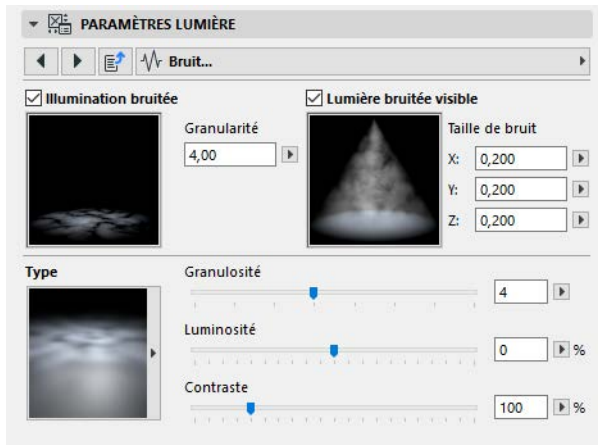 PARAMÈTRES LUMIÈRE
Bruit...
Illumination bruitée
Lumière bruitée visible
Granularité
4,00
Taille de bruit
X: 0,200
Y: 0,200
Z: 0,200
Type
Granulosité
4
Luminosité
0 %
Contraste
100 %